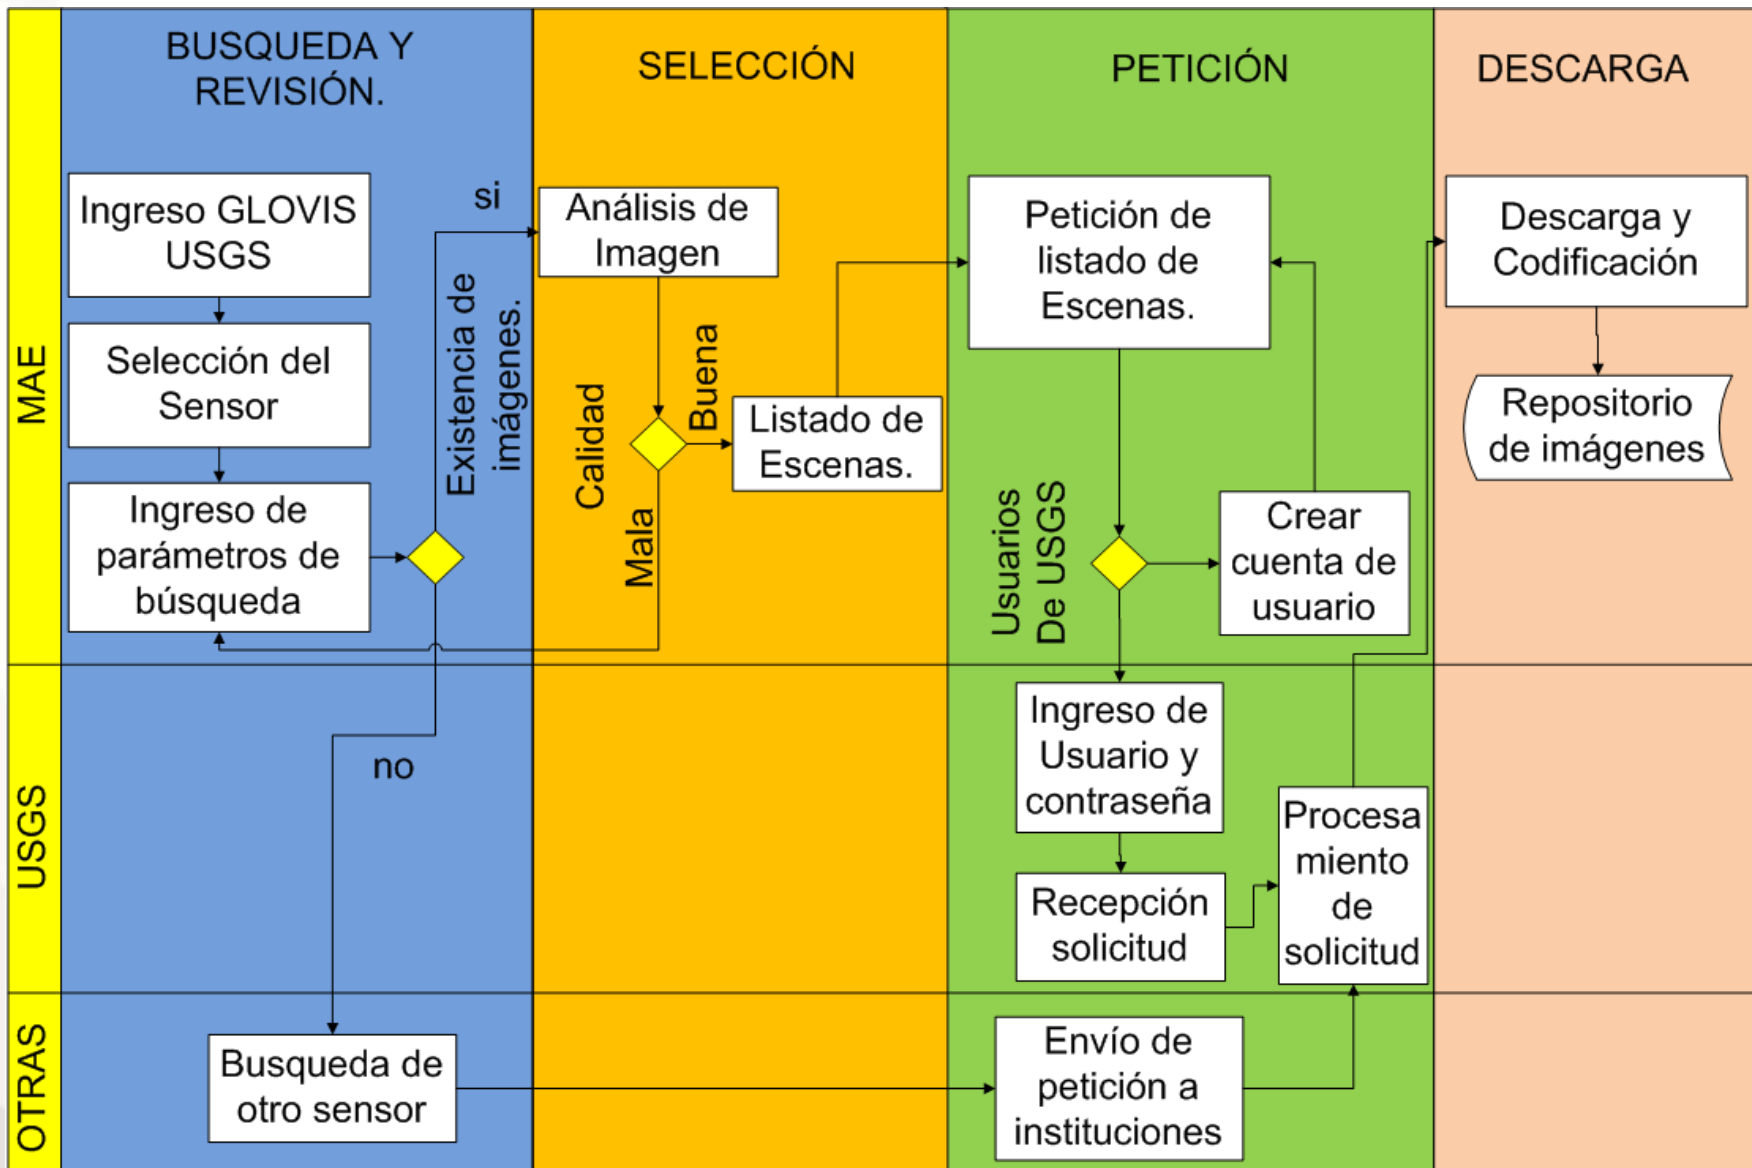 BUSQUEDA Y
REVISIÓN.
SELECCIÓN
PETICIÓN
DESCARGA
MAE
Ingreso GLOVIS
USGS
Selección del
Sensor
Ingreso de
parámetros de
búsqueda
si
Existencia de
imágenes.
Análisis de
Imagen
Calidad
Buena
Mala
Listado de
Escenas.
Petición de
listado de
Escenas.
Usuarios
De USGS
Crear
cuenta de
usuario
Descarga y
Codificación
Repositorio
de imágenes
USGS
no
Ingreso de
Usuario y
contraseña
Recepción
solicitud
Procesa
miento
de
solicitud
OTRAS
Busqueda de
otro sensor
Envío de
petición a
instituciones